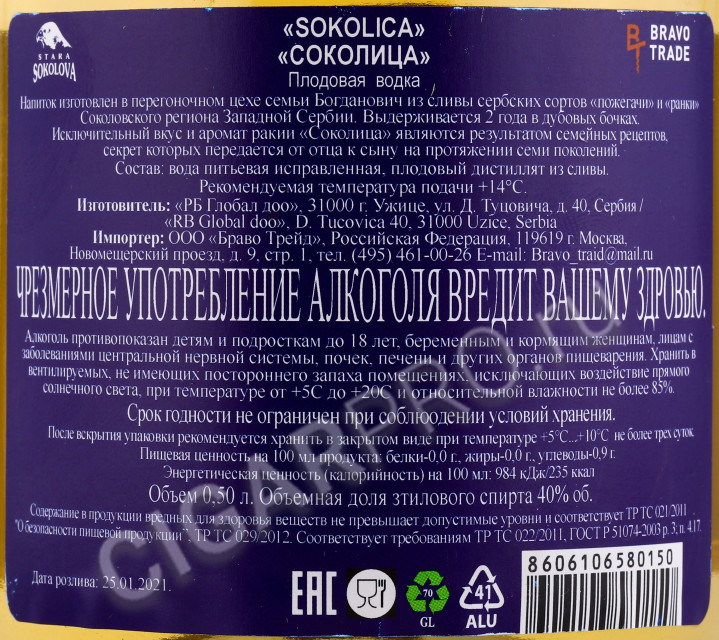 STARA
SOKOLOVA
«SOKOLICA»
«СОКОЛИЦА»
Плодовая водка
BRAVO
TRADE
Напиток изготовлен в перегоночном цехе семьи Богданович из сливы сербских сортов «пожегачи» и «ранки»
Соколовского региона Западной Сербии. Выдерживается 2 года в дубовых бочках.
Исключительный вкус и аромат ракии «Соколица» являются результатом семейных рецептов,
секрет которых передается от отца к сыну на протяжении семи поколений.
Состав: вода питьевая исправленная, плодовый дистиллят из сливы.
Рекомендуемая температура подачи +14°C.
Изготовитель: «РБ Глобал доо», 31000 г. Ужице, ул. Д. Туцовича, д. 40, Сербия /
«RB Global doo», D. Tucovica 40, 31000 Uzice, Serbia
Импортер: ООО «Браво Трейд», Российская Федерация, 119619 г. Москва,
Новомещерский проезд, д. 9, стр. 1, тел. (495) 461-00-26 E-mail: Bravo_traid@mail.ru
ЧРЕЗМЕРНОЕ УПОТРЕБЛЕНИЕ АЛКОГОЛЯ ВРЕДИТ ВАШЕМУ ЗДРОВЬЮ.
Алкоголь противопоказан детям и подросткам до 18 лет, беременным и кормящим женщинам, лицам с
заболеваниями центральной нервной системы, почек, печени и других органов пищеварения. Хранить в
вентилируемых, не имеющих постороннего запаха помещениях, исключающих воздействие прямого
солнечного света, при температуре от +5C до +20C и относительной влажности не более 85%.
Срок годности не ограничен при соблюдении условий хранения.
После вскрытия упаковки рекомендуется хранить в закрытом виде при температуре +5°C...+10°C не более трех суток.
Пищевая ценность на 100 мл продукта: белки-0,0 г., жиры-0,0 г., углеводы-0,9 г.
Энергетическая ценность (калорийность) на 100 мл: 984 кДж/235 ккал
Объем 0,50 л. Объемная доля этилового спирта 40% об.
Содержание в продукции вредных для здоровья веществ не превышает допустимые уровни и соответствует ТР ТС 021/2011
"О безопасности пищевой продукции", ТР ТС 029/2012. Соответствует требованиям ТР ТС 022/2011, ГОСТ Р 51074-2003 р. 3, п. 4.17.
Дата розлива: 25.01.2021.
EAC
70
GL
41
ALU
8606106580150
CIGARPRO.ru